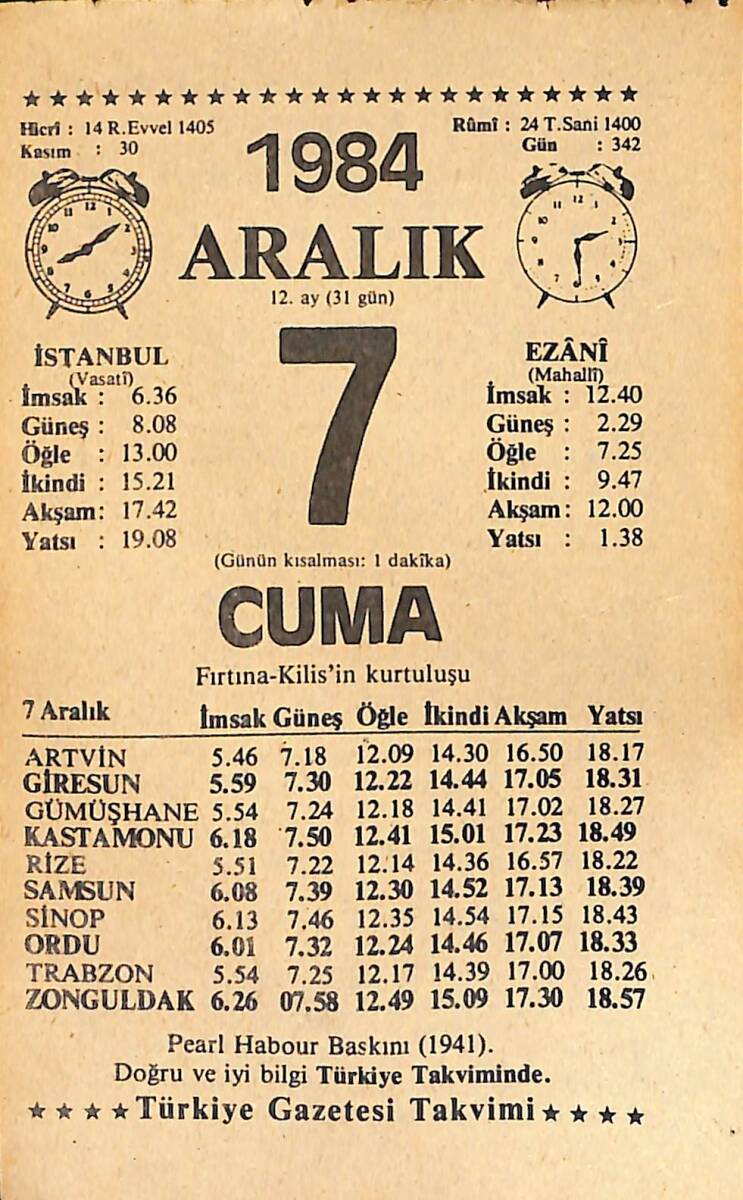 Hicrî : 14 R.Evvel 1405
Kasım : 30
1984
Rûmî : 24 T.Sani 1400
Gün : 342
ARALIK
12. ay (31 gün)
7
İSTANBUL
(Vasatî)
İmsak : 6.36
Güneş : 8.08
Öğle : 13.00
İkindi : 15.21
Akşam: 17.42
Yatsı : 19.08
EZÂNÎ
(Mahallî)
İmsak : 12.40
Güneş : 2.29
Öğle : 7.25
İkindi : 9.47
Akşam: 12.00
Yatsı : 1.38
(Günün kısalması: 1 dakîka)
CUMA
Fırtına-Kilis'in kurtuluşu
7 Aralık İmsak Güneş Öğle İkindi Akşam Yatsı
ARTVİN 5.46 7.18 12.09 14.30 16.50 18.17
GİRESUN 5.59 7.30 12.22 14.44 17.05 18.31
GÜMÜŞHANE 5.54 7.24 12.18 14.41 17.02 18.27
KASTAMONU 6.18 7.50 12.41 15.01 17.23 18.49
RİZE 5.51 7.22 12.14 14.36 16.57 18.22
SAMSUN 6.08 7.39 12.30 14.52 17.13 18.39
SİNOP 6.13 7.46 12.35 14.54 17.15 18.43
ORDU 6.01 7.32 12.24 14.46 17.07 18.33
TRABZON 5.54 7.25 12.17 14.39 17.00 18.26
ZONGULDAK 6.26 07.58 12.49 15.09 17.30 18.57
Pearl Habour Baskını (1941).
Doğru ve iyi bilgi Türkiye Takviminde.
★ ★ ★ ★ Türkiye Gazetesi Takvimi ★ ★ ★ ★